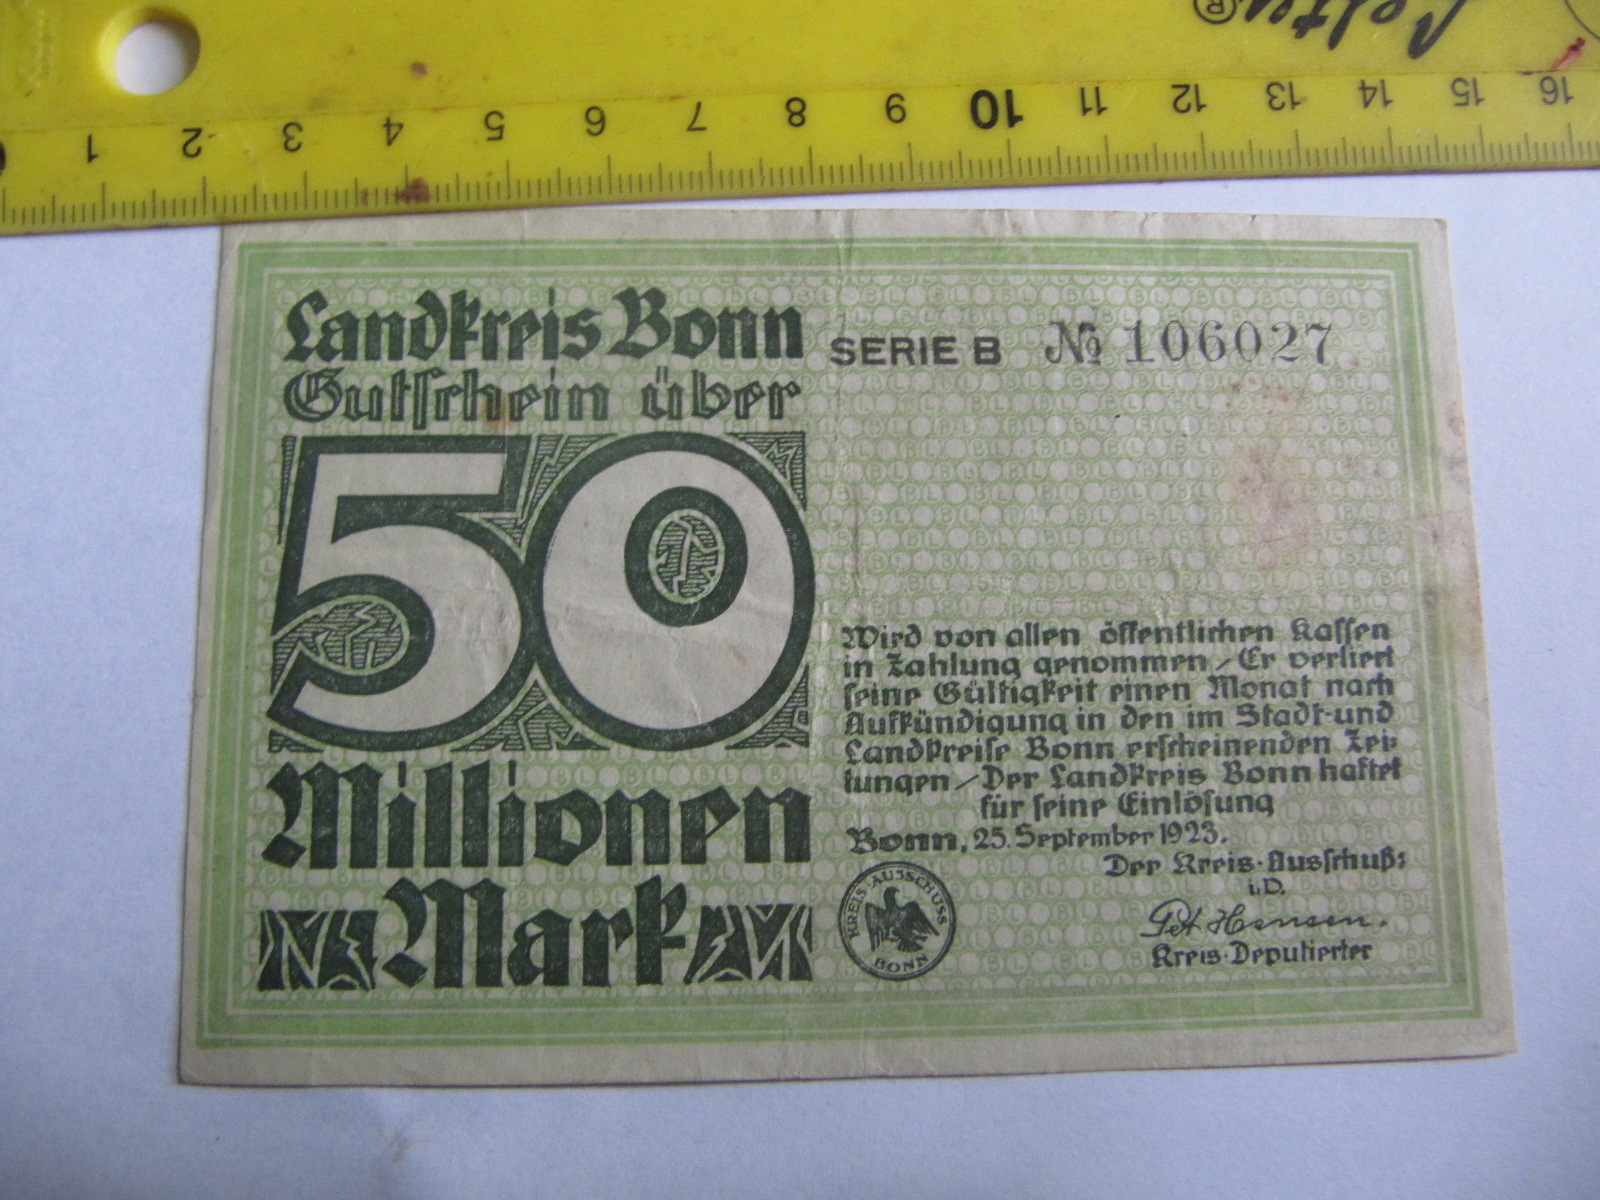 Lefty®
1 2 3 4 5 6 7 8 9 10 11 12 13 14 15 16
Landkreis Bonn
Gutschein über
50
Millionen
Mark
SERIE B № 106027
Wird von allen öffentlichen Kassen
in Zahlung genommen / Er verliert
seine Gültigkeit einen Monat nach
Aufkündigung in den im Stadt- und
Landkreise Bonn erscheinenden Zei-
tungen / Der Landkreis Bonn haftet
für seine Einlösung
Bonn, 25. September 1923.
Der Kreis-Ausschuß:
i.D.
Pet Hensen.
Kreis-Deputierter
KREIS-AUSSCHUSS
BONN